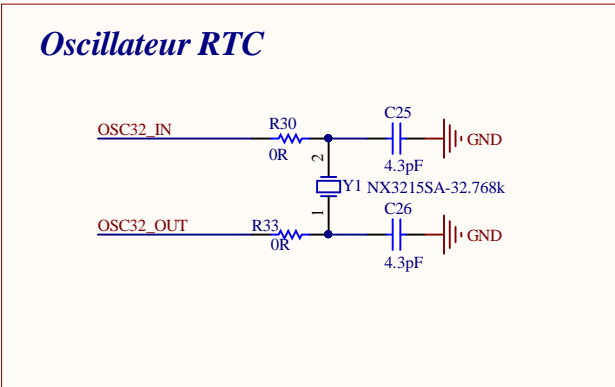 Oscillateur RTC
C25
OSC32_IN
R30
GND
0R
4.3pF
2
Y1 NX3215SA-32.768k
1
C26
OSC32_OUT
R33
GND
0R
4.3pF